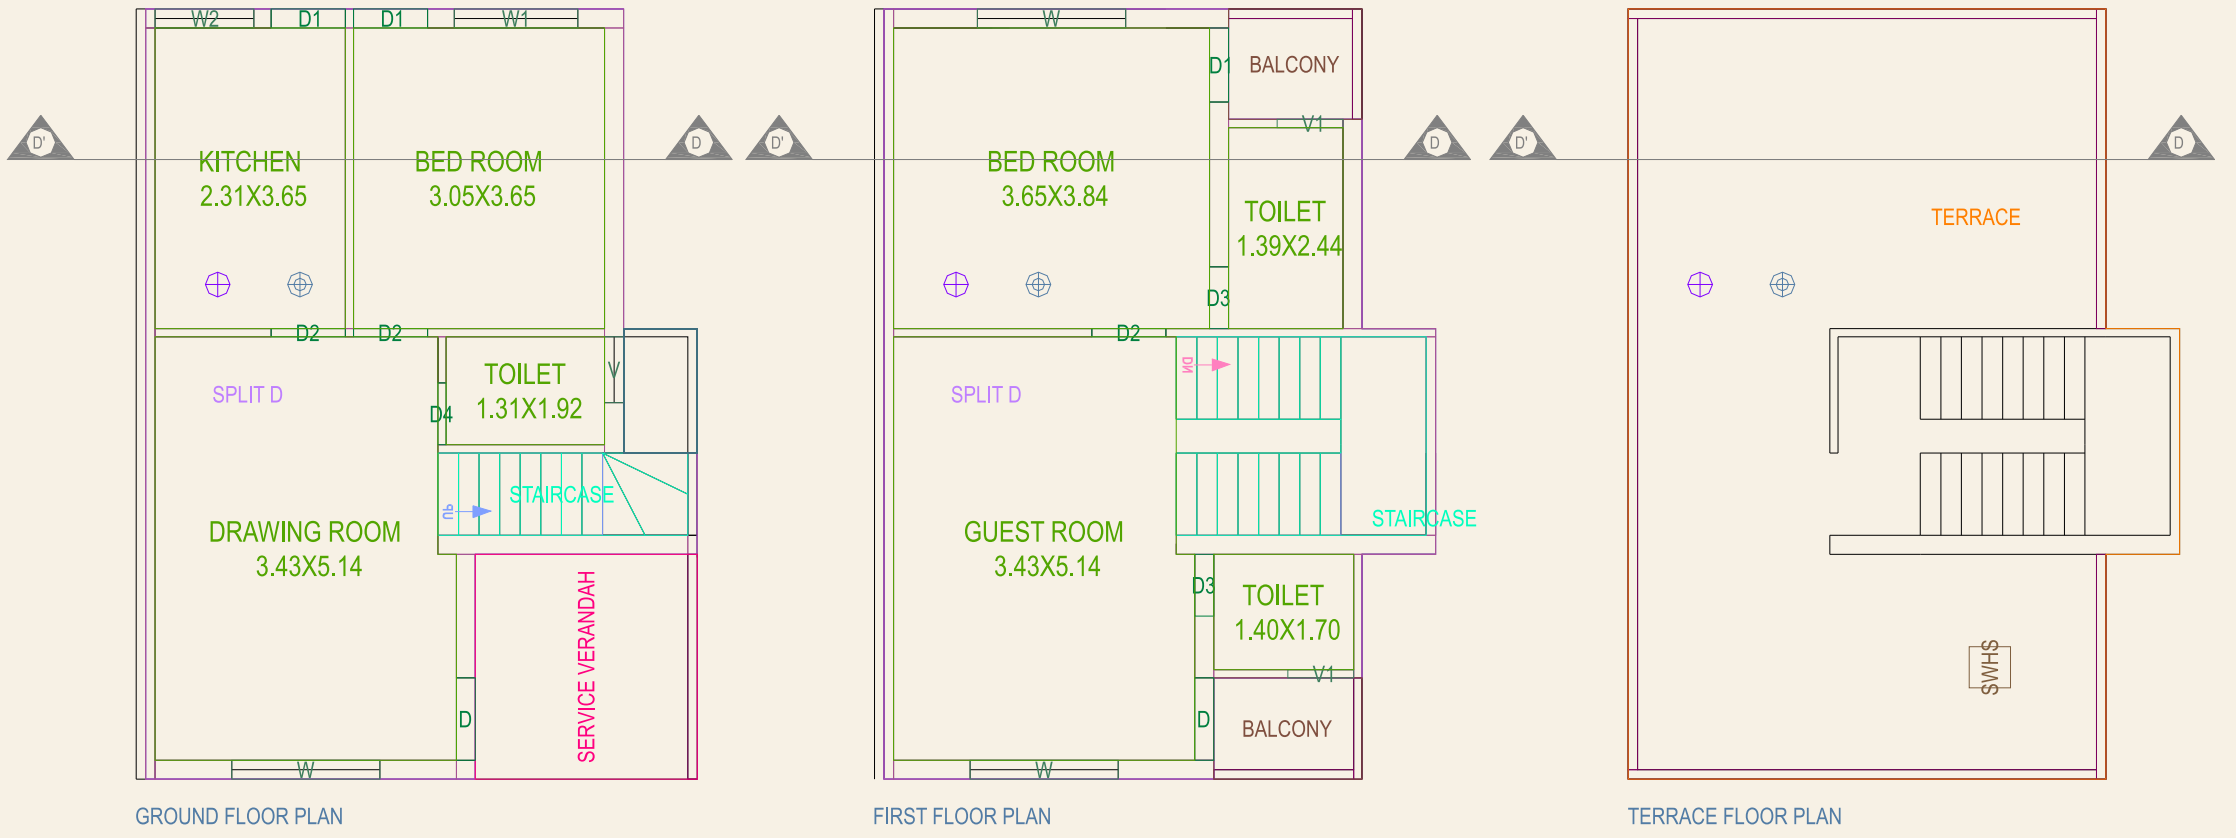 W2
D1
D1
W1
D'
D
KITCHEN
2.31X3.65
BED ROOM
3.05X3.65
D2
D2
TOILET
1.31X1.92
V
SPLIT D
D4
STAIRCASE
UP
DRAWING ROOM
3.43X5.14
SERVICE VERANDAH
D
W
GROUND FLOOR PLAN
W
D1
BALCONY
V1
D'
D
BED ROOM
3.65X3.84
TOILET
1.39X2.44
D3
D2
DN
SPLIT D
STAIRCASE
GUEST ROOM
3.43X5.14
D3
TOILET
1.40X1.70
V1
D
BALCONY
W
FIRST FLOOR PLAN
D'
D
TERRACE
SWHS
TERRACE FLOOR PLAN